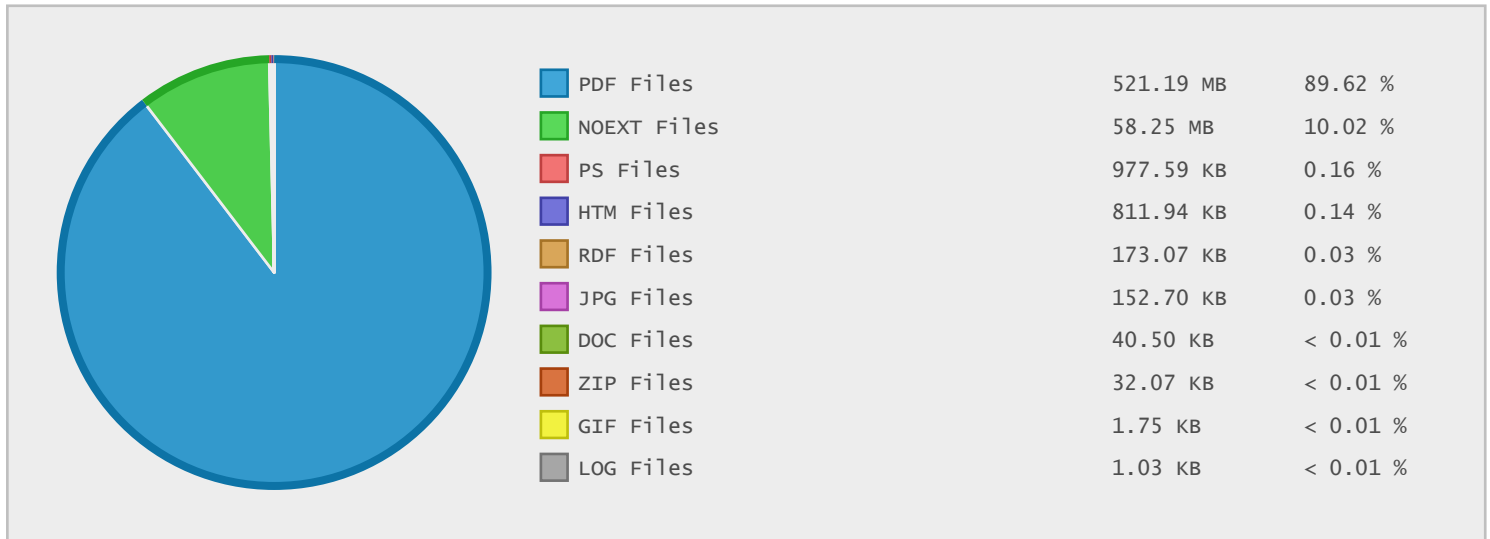 PDF Files 521.19 MB 89.62 %
NOEXT Files 58.25 MB 10.02 %
PS Files 977.59 KB 0.16 %
HTM Files 811.94 KB 0.14 %
RDF Files 173.07 KB 0.03 %
JPG Files 152.70 KB 0.03 %
DOC Files 40.50 KB < 0.01 %
ZIP Files 32.07 KB < 0.01 %
GIF Files 1.75 KB < 0.01 %
LOG Files 1.03 KB < 0.01 %